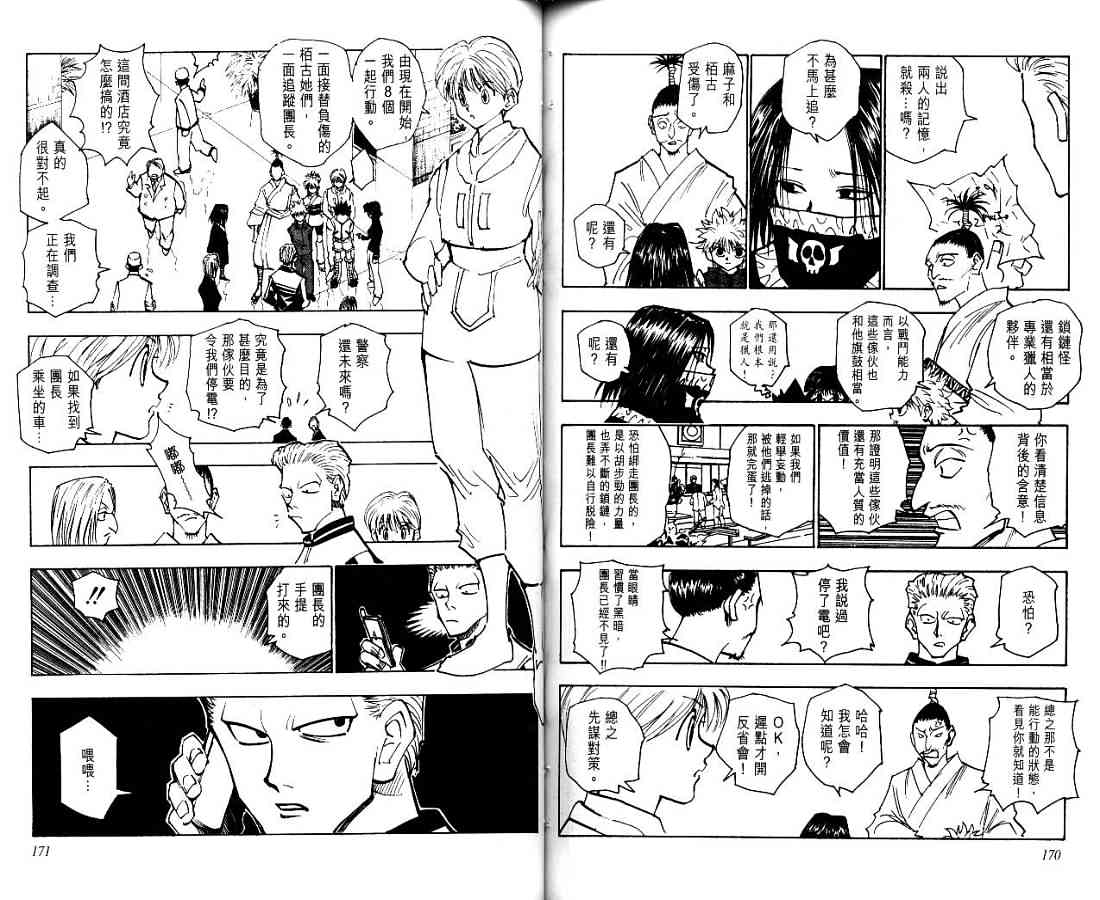 說出
兩人的記憶，
就殺…嗎？
為甚麼
不馬上追？
麻子和
栢古
受傷了。
還有
呢？
鎖鏈怪
還有相當於
專業獵人的
夥伴。
以戰鬥能力
而言，
這些傢伙也
和他旗鼓相當。
那還用說…
我們根本
就是獵人！
還有
呢？
你看清楚信息
背後的含意！
那證明這些傢伙
還有充當人質的
價值！
如果我們
輕舉妄動，
被他們逃掉的話，
那就完蛋了！
恐怕綁走團長的，
是以胡步勁的力量
也弄不斷的鎖鏈，
團長難以自行脫險！
恐怕？
我說過
停了電吧？
當眼睛
習慣了黑暗，
團長已經不見了!!
總之那不是
能行動的狀態，
看見你就知道！
哈哈！
我怎會
知道呢？
OK，
遲點才開
反省會！
總之
先謀對策。
170
由現在開始
我們8個
一起行動。
一面接替負傷的
栢古她們，
一面追蹤團長。
這間酒店究竟
怎麼搞的!?
真的
很對不起。
我們
正在調查…
警察
還未來嗎？
究竟是為了
甚麼目的，
那傢伙要
令我們停電!?
如果找到
團長
乘坐的車…
嘟嘟
團長的
手提
打來的。
!!
喂喂…
171